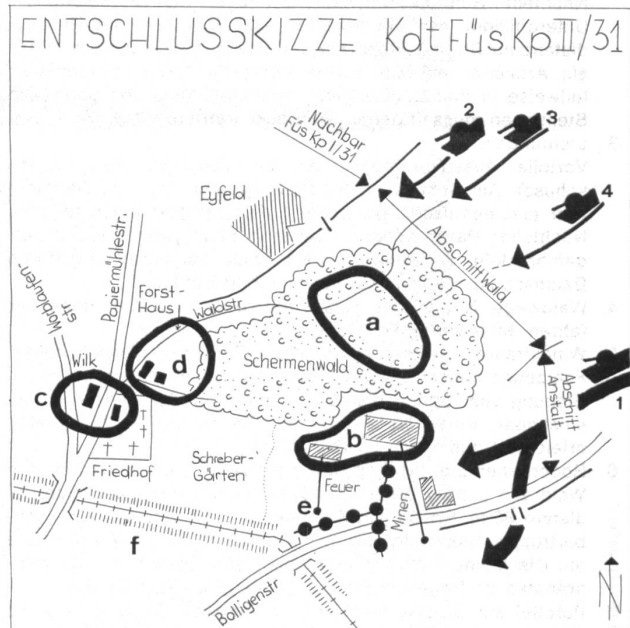 ENTSCHLUSSKIZZE Kdt Füs Kp II/31
Nachbar
Füs Kp I/31
2
3
4
Eyfeld
Abschnitt Wald
Worblaufen
str
Papiermühlestr.
Forst-
Haus
Waldstr
a
Schermenwald
d
Wilk
c
Abschnitt
Anstalt
1
b
Friedhof
Schreber-
Gärten
Feuer
Minen
e
f
Bolligenstr
N